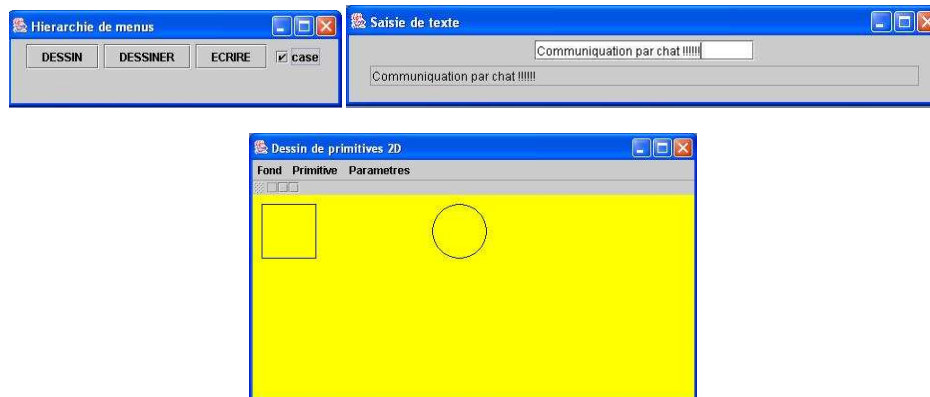 Hierarchie de menus
DESSIN DESSINER ECRIRE case
Saisie de texte
Communiquation par chat !!!!!!
Communiquation par chat !!!!!!
Dessin de primitives 2D
Fond Primitive Parametres